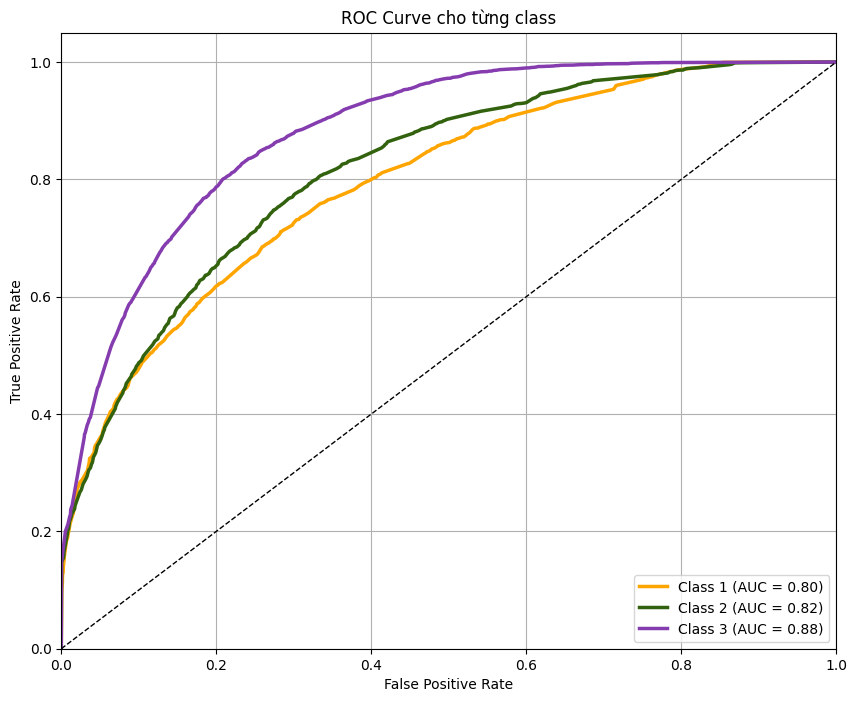 ROC Curve cho từng class
True Positive Rate
1.0
0.8
0.6
0.4
0.2
0.0
Class 1 (AUC = 0.80)
Class 2 (AUC = 0.82)
Class 3 (AUC = 0.88)
0.0 0.2 0.4 0.6 0.8 1.0
False Positive Rate